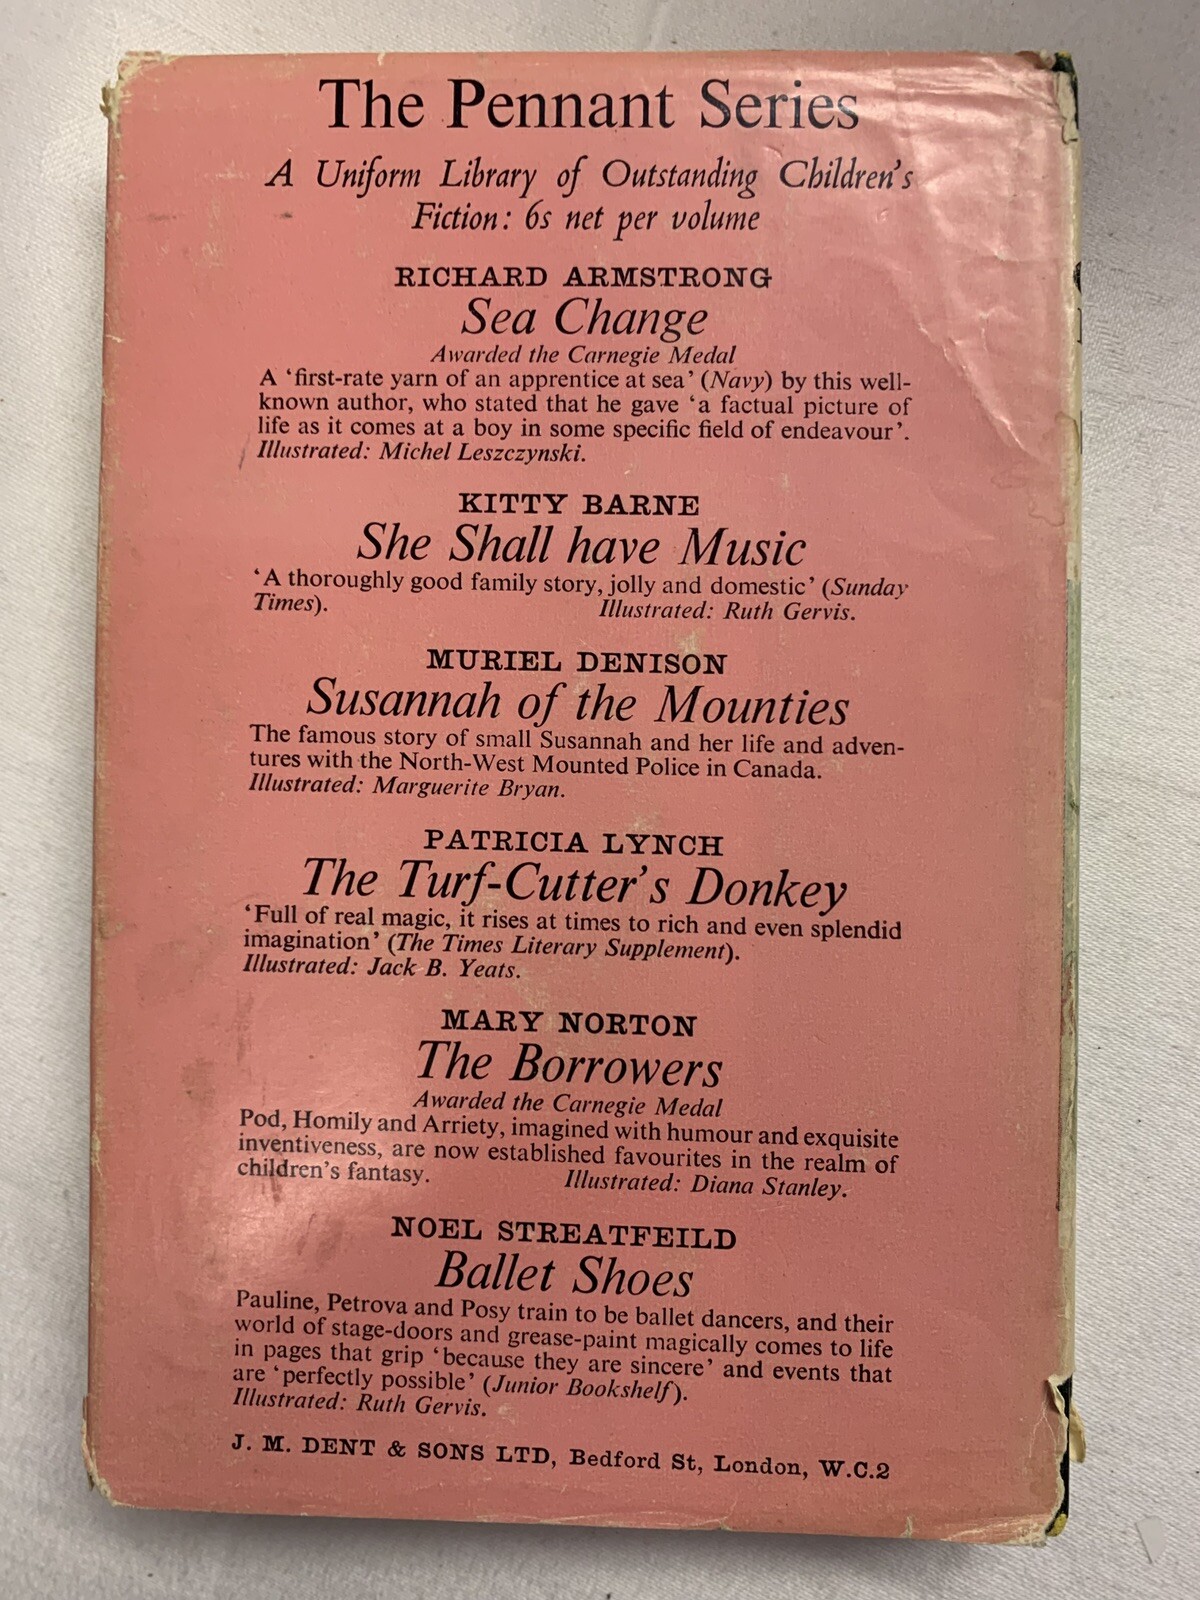 The Pennant Series
A Uniform Library of Outstanding Children's
Fiction: 6s net per volume
RICHARD ARMSTRONG
Sea Change
Awarded the Carnegie Medal
A ‘first-rate yarn of an apprentice at sea’ (Navy) by this well-
known author, who stated that he gave ‘a factual picture of
life as it comes at a boy in some specific field of endeavour’.
Illustrated: Michel Leszczynski.
KITTY BARNE
She Shall have Music
‘A thoroughly good family story, jolly and domestic’ (Sunday
Times). Illustrated: Ruth Gervis.
MURIEL DENISON
Susannah of the Mounties
The famous story of small Susannah and her life and adven-
tures with the North-West Mounted Police in Canada.
Illustrated: Marguerite Bryan.
PATRICIA LYNCH
The Turf-Cutter's Donkey
‘Full of real magic, it rises at times to rich and even splendid
imagination’ (The Times Literary Supplement).
Illustrated: Jack B. Yeats.
MARY NORTON
The Borrowers
Awarded the Carnegie Medal
Pod, Homily and Arriety, imagined with humour and exquisite
inventiveness, are now established favourites in the realm of
children's fantasy. Illustrated: Diana Stanley.
NOEL STREATFEILD
Ballet Shoes
Pauline, Petrova and Posy train to be ballet dancers, and their
world of stage-doors and grease-paint magically comes to life
in pages that grip ‘because they are sincere’ and events that
are ‘perfectly possible’ (Junior Bookshelf).
Illustrated: Ruth Gervis.
J. M. DENT & SONS LTD, Bedford St, London, W.C.2